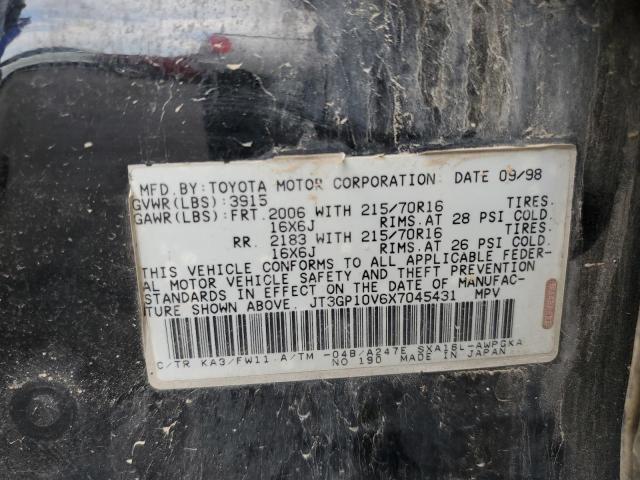 MFD. BY: TOYOTA MOTOR CORPORATION DATE 09/98
GVWR(LBS): 3915
GAWR(LBS): FRT. 2006 WITH 215/70R16 TIRES.
16X6J RIMS. AT 28 PSI COLD.
RR. 2183 WITH 215/70R16 TIRES.
16X6J RIMS. AT 26 PSI COLD.
THIS VEHICLE CONFORMS TO ALL APPLICABLE FEDER-
AL MOTOR VEHICLE SAFETY AND THEFT PREVENTION
STANDARDS IN EFFECT ON THE DATE OF MANUFAC-
TURE SHOWN ABOVE. JT3GP10V6X7045431 MPV
C/TR KA3/FW11 A/TM -04B/A247E SXA16L-AWPGKA
NO 190 MADE IN JAPAN